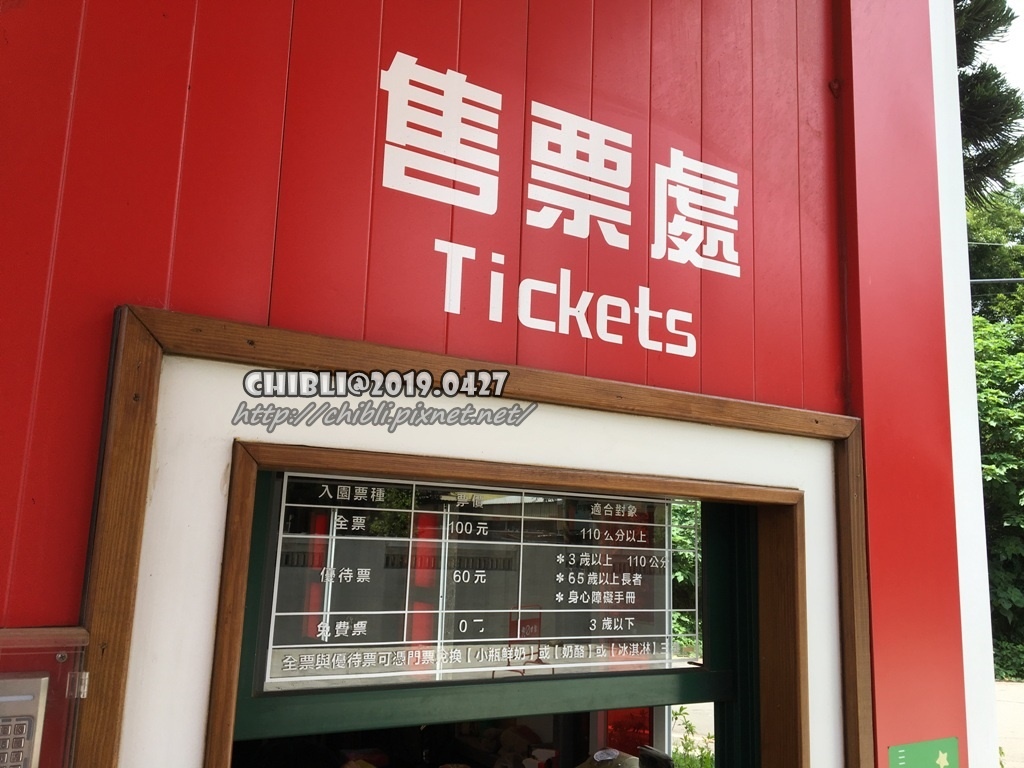 售票處
Tickets
CHIBLI@2019.0427
http://chibli.pixnet.net/
入園票種 票價 適合對象
全票 100元 110公分以上
優待票 60元 *3歲以上 110公分
*65歲以上長者
*身心障礙手冊
免費票 0 3歲以下
全票與優待票可憑門票兌換【小瓶鮮奶】或【奶酪】或【冰淇淋】三